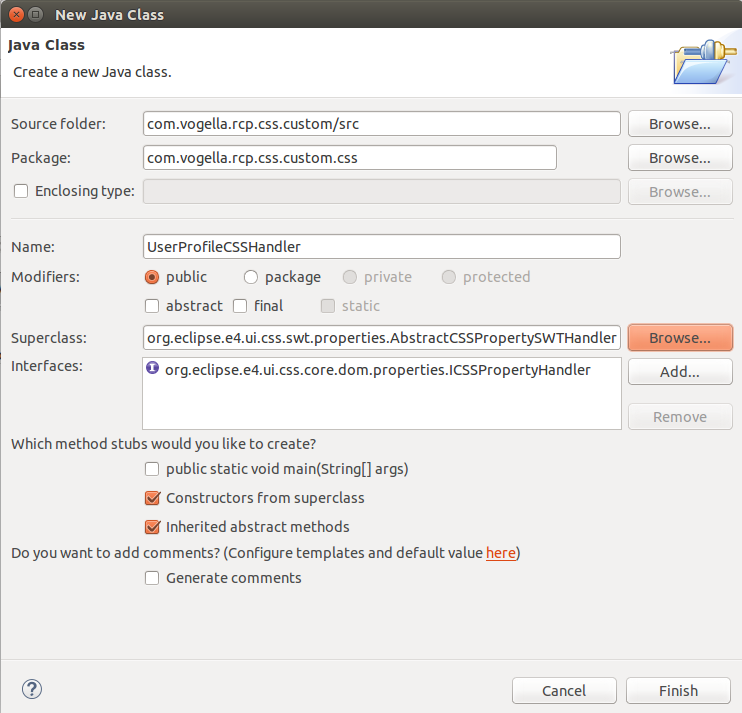 New Java Class
Java Class
Create a new Java class.
Source folder: com.vogella.rcp.css.custom/src Browse...
Package: com.vogella.rcp.css.custom.css Browse...
Enclosing type: Browse...
Name: UserProfileCSSHandler
Modifiers: public package private protected
abstract final static
Superclass: org.eclipse.e4.ui.css.swt.properties.AbstractCSSPropertySWTHandler Browse...
Interfaces: I org.eclipse.e4.ui.css.core.dom.properties.ICSSPropertyHandler Add...
Remove
Which method stubs would you like to create?
public static void main(String[] args)
Constructors from superclass
Inherited abstract methods
Do you want to add comments? (Configure templates and default value here)
Generate comments
? Cancel Finish